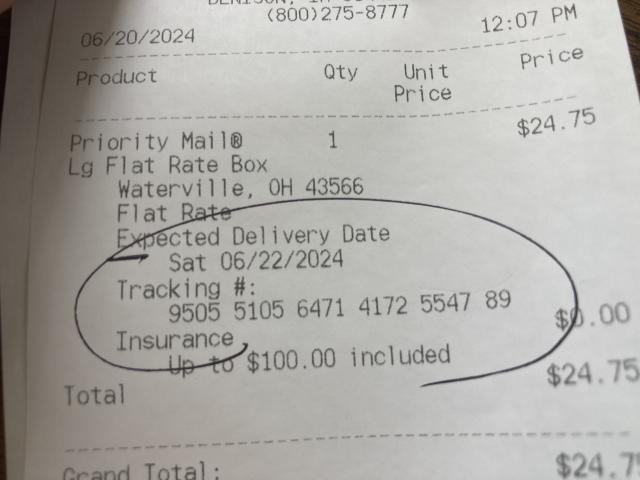 (800)275-8777
06/20/2024 12:07 PM
Product Qty Unit Price
Price
Priority Mail® 1 $24.75
Lg Flat Rate Box
Waterville, OH 43566
Flat Rate
Expected Delivery Date
Sat 06/22/2024
Tracking #:
9505 5105 6471 4172 5547 89
Insurance $0.00
Up to $100.00 included
Total $24.75
Grand Total: $24.7